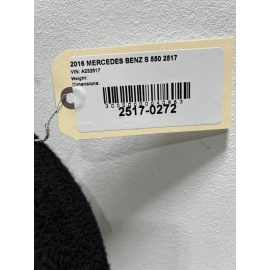 2016 MERCEDES BENZ S 550 2517
VIN: A232517
Weight:
Dimensions:
2517-0272